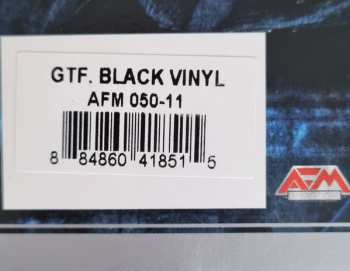 GTF. BLACK VINYL
AFM 050-11
8 84860 41851 5
AFM